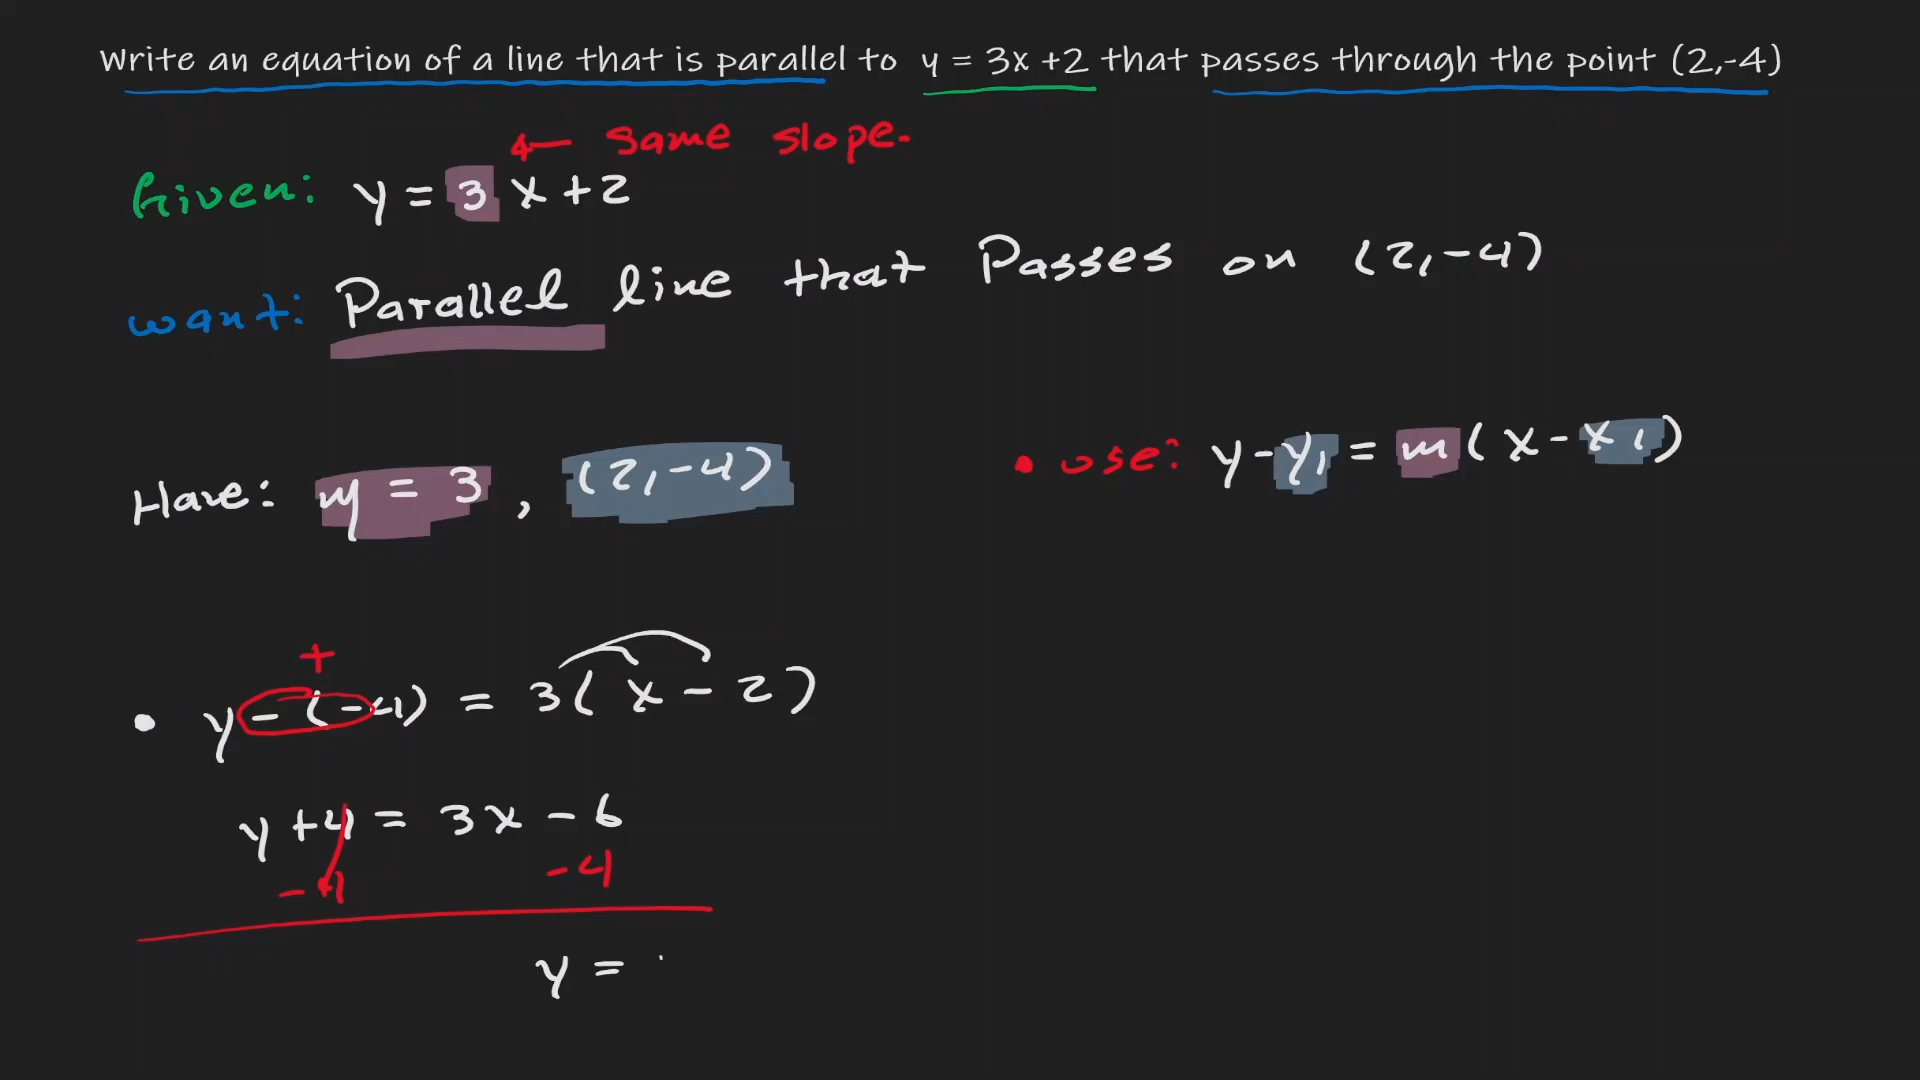 Write an equation of a line that is parallel to y = 3x +2 that passes through the point (2,-4)
← same slope.
Given: y = 3x+2
want: Parallel line that Passes on (2,-4)
Have: m = 3, (2,-4)
• use: y-y₁ = m(x-x₁)
+
• y-(-4) = 3(x-2)
y+4 = 3x-6
-4 -4
y =